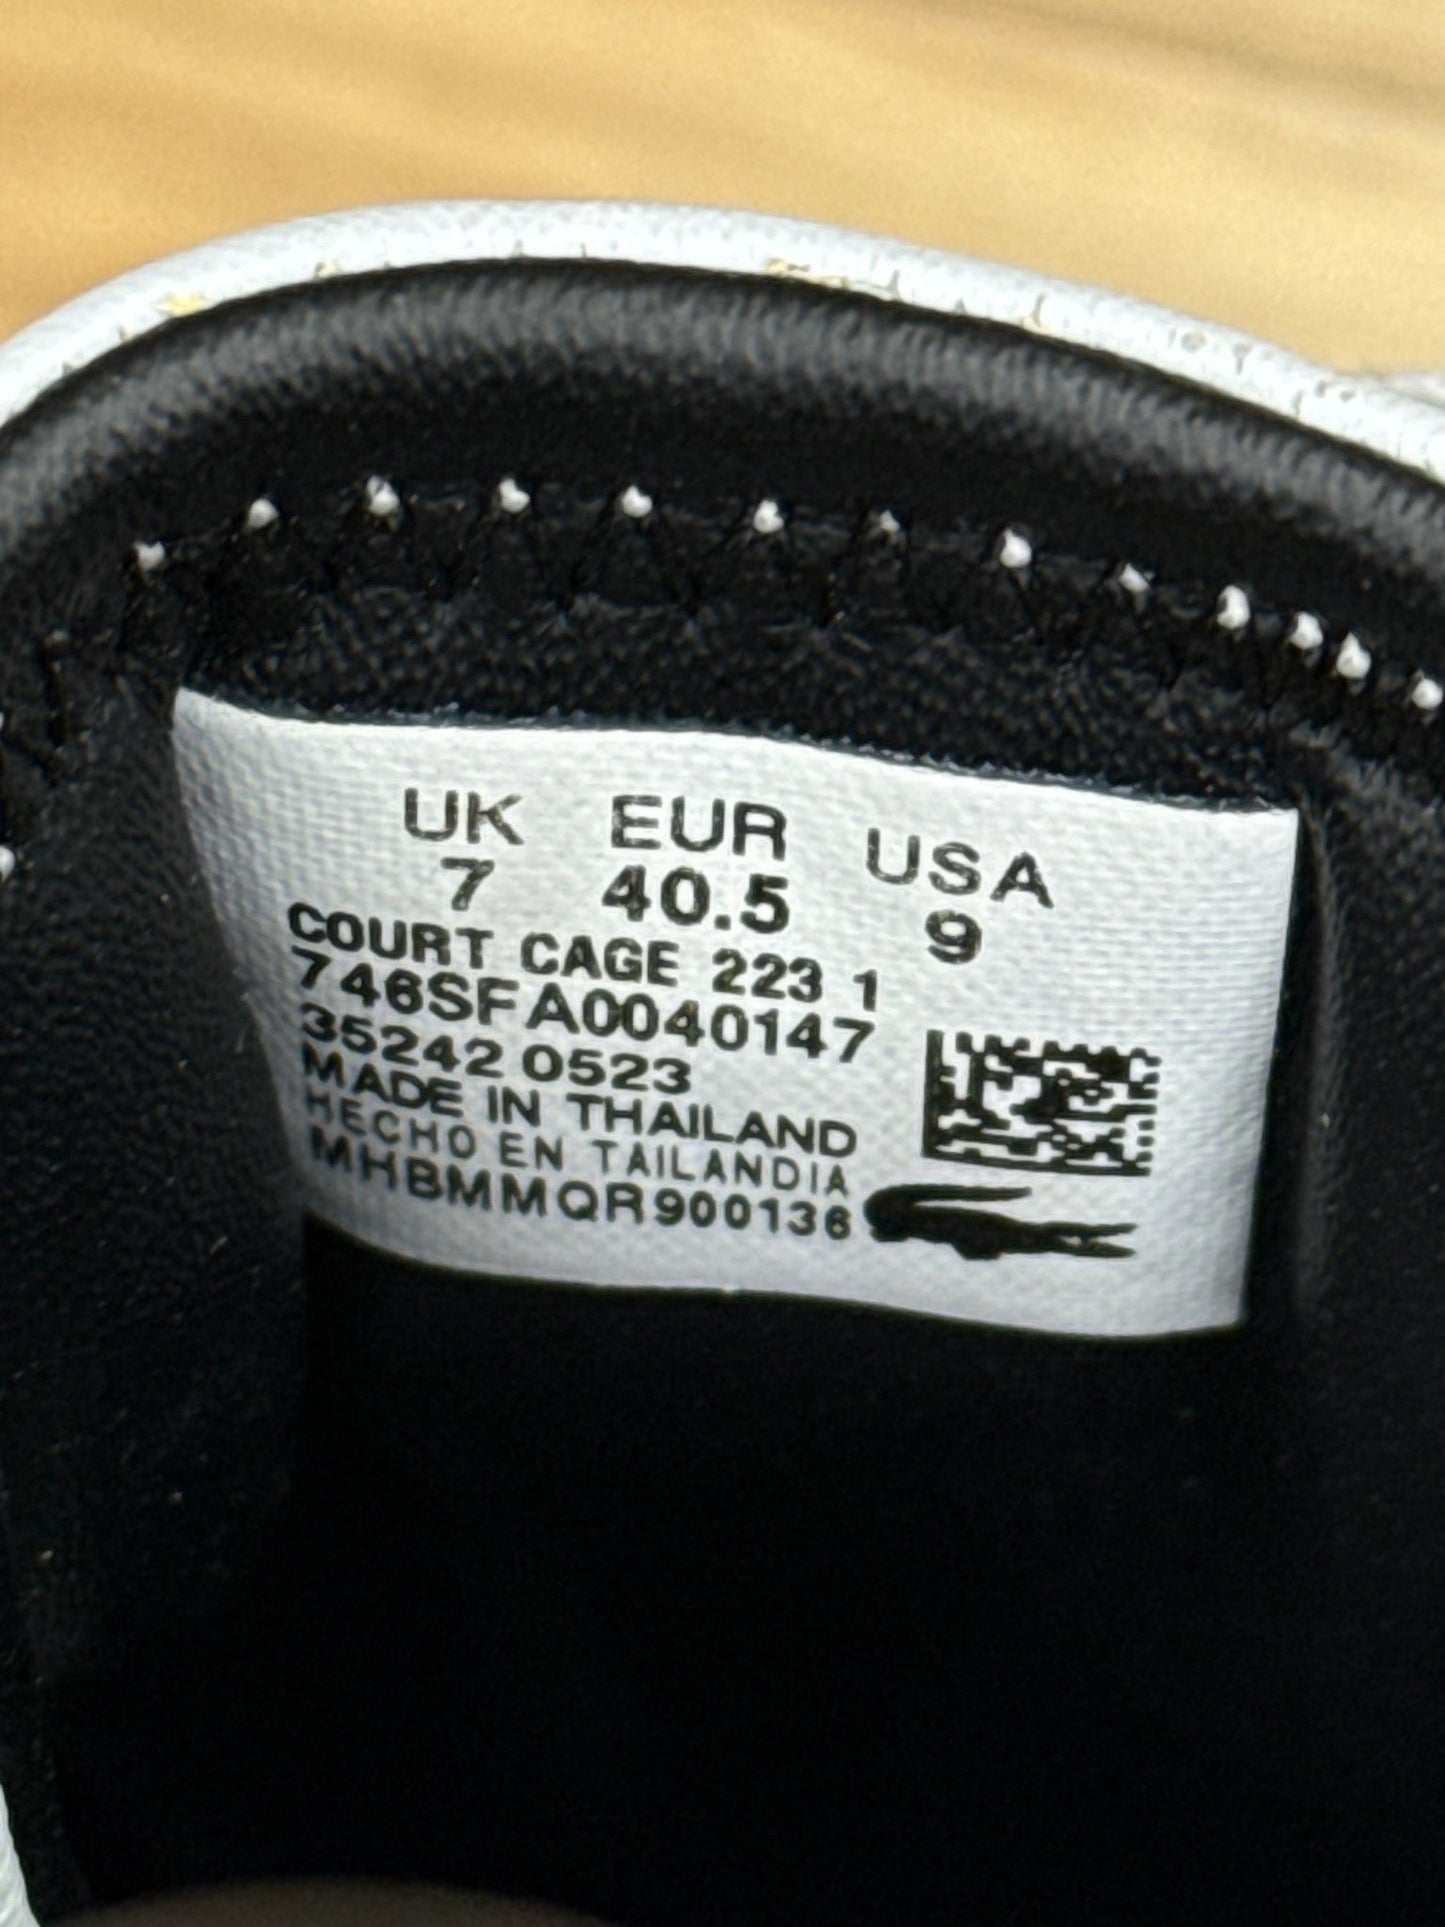 UK EUR USA
7 40.5 9
COURT CAGE 223 1
746SFA0040147
35242 0523
MADE IN THAILAND
HECHO EN TAILANDIA
MHBMMQR900136